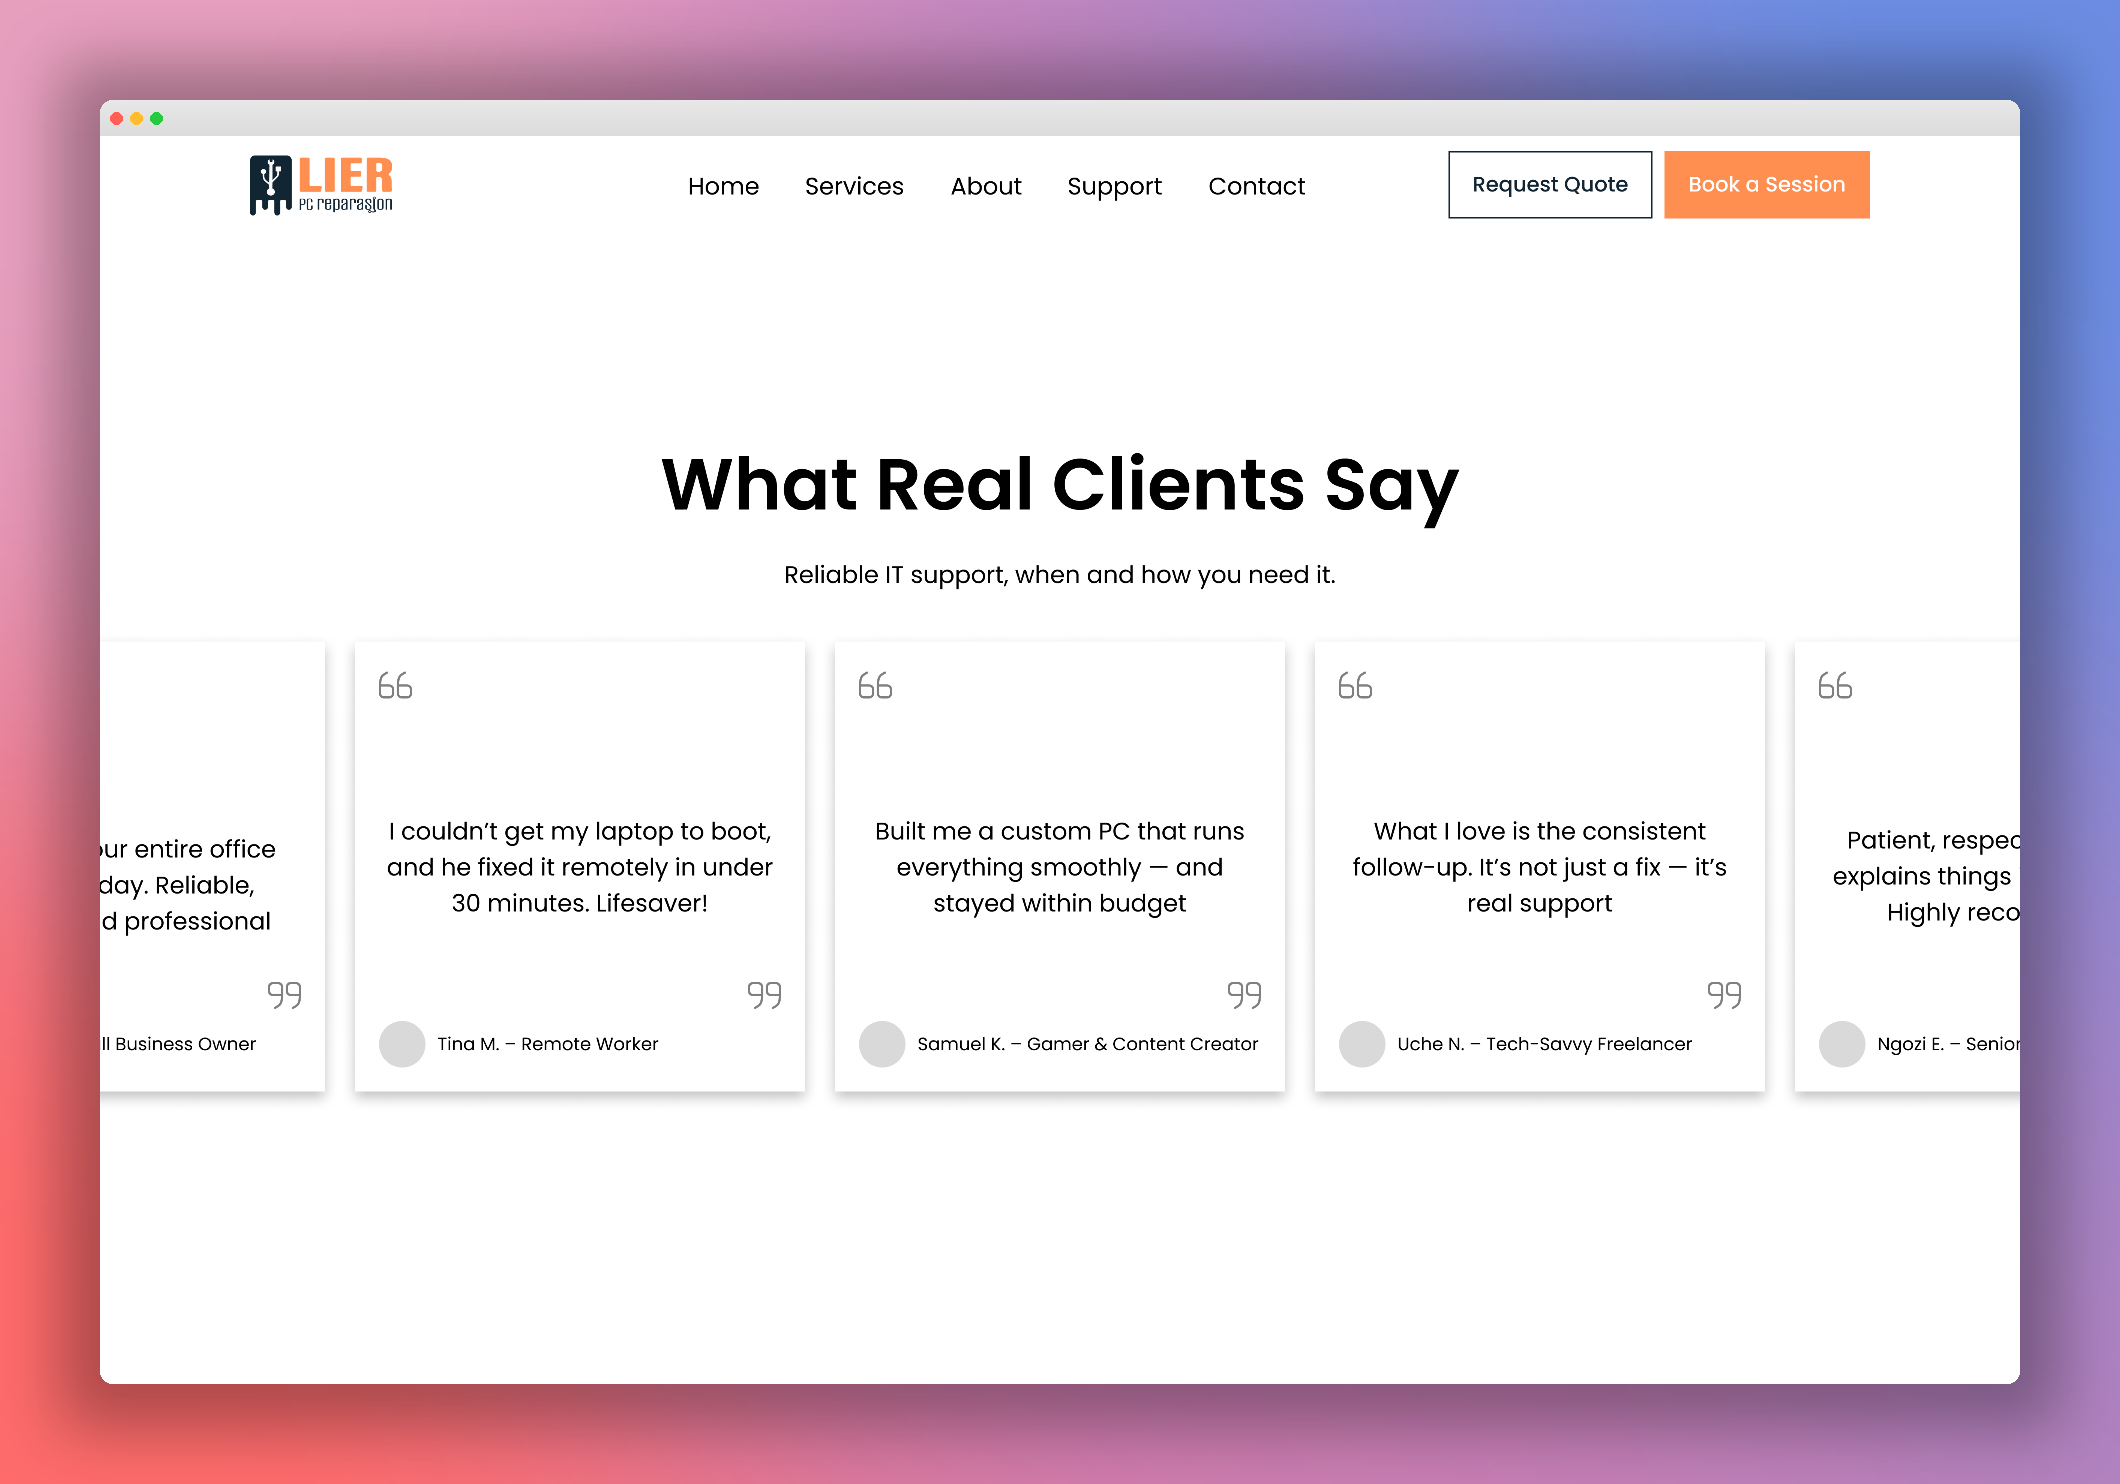 LIER
PC reparasjon
Home
Services
About
Support
Contact
Request Quote
Book a Session
What Real Clients Say
Reliable IT support, when and how you need it.
entire office
day. Reliable,
professional
Business Owner
I couldn’t get my laptop to boot,
and he fixed it remotely in under
30 minutes. Lifesaver!
Tina M. – Remote Worker
Built me a custom PC that runs
everything smoothly — and
stayed within budget
Samuel K. – Gamer & Content Creator
What I love is the consistent
follow-up. It’s not just a fix — it’s
real support
Uche N. – Tech-Savvy Freelancer
Patient,
explains things
Highly
Ngozi E. – Senior